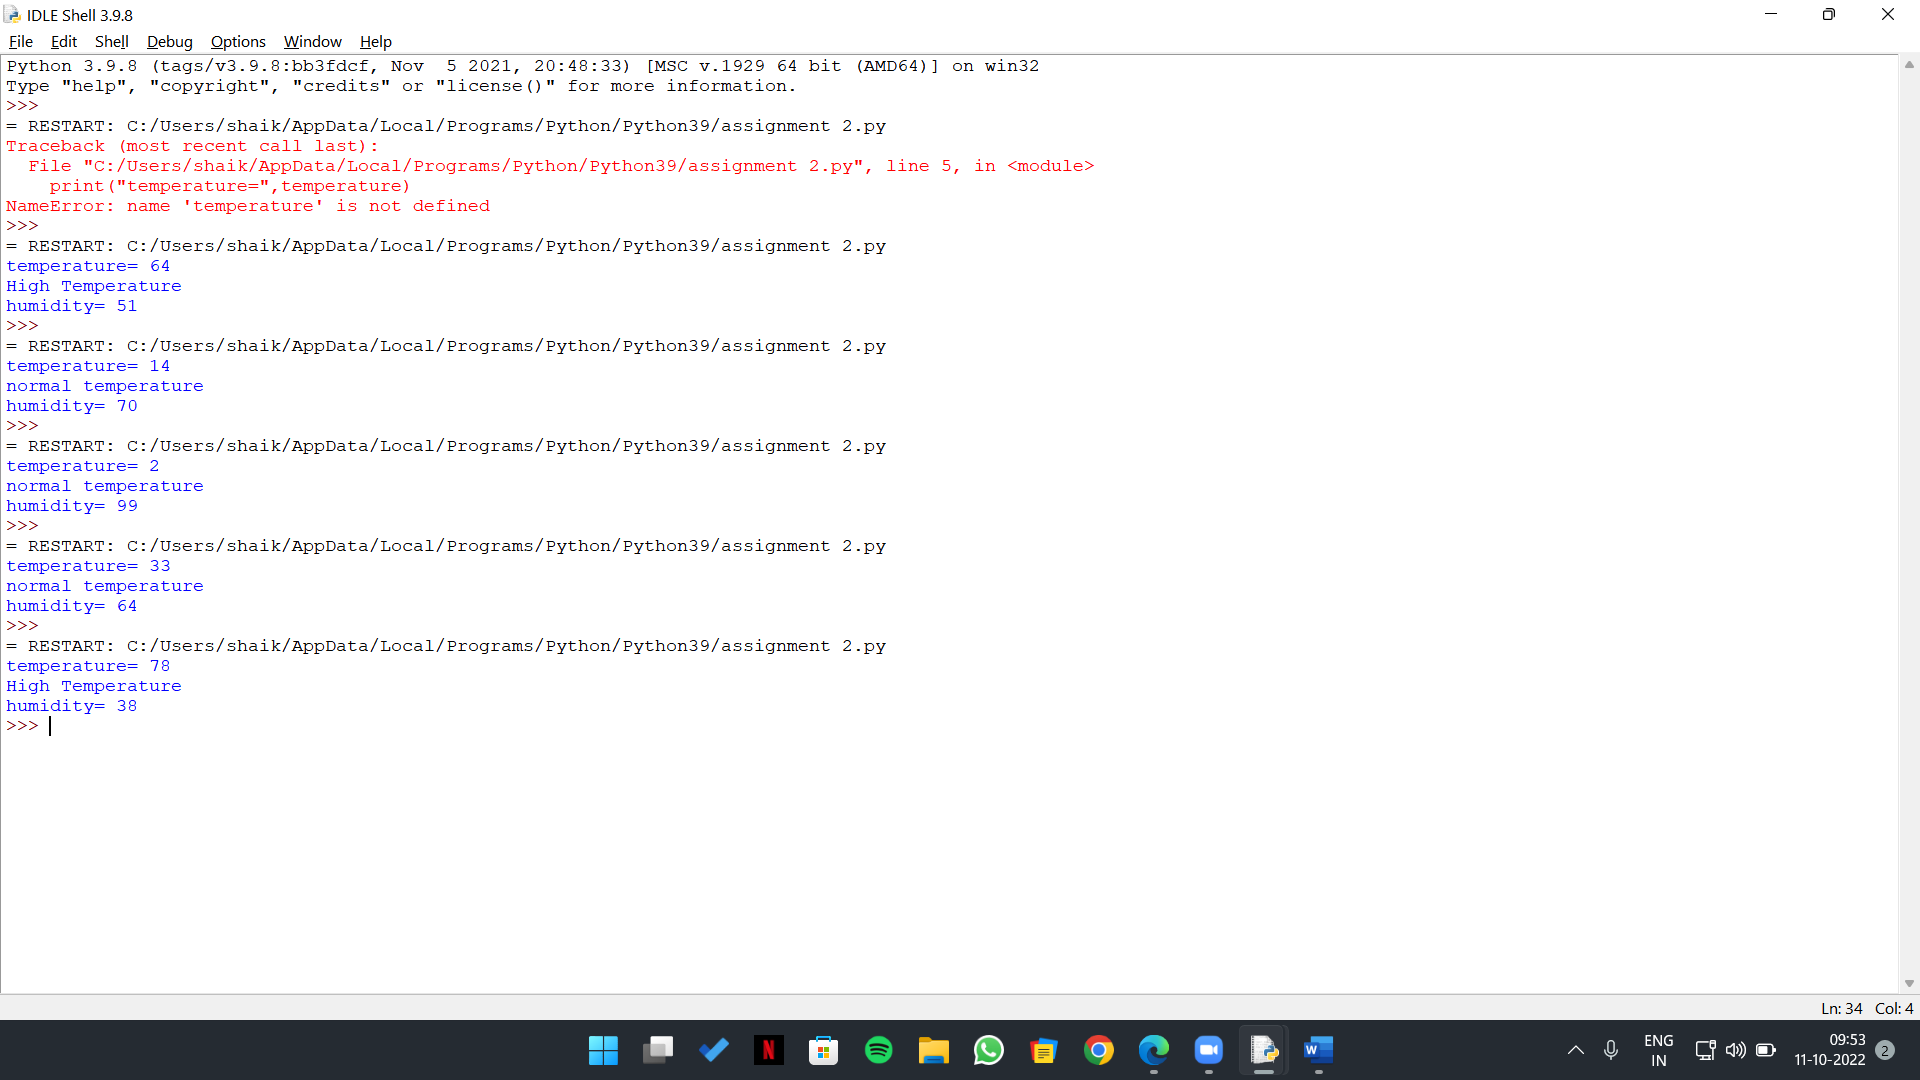 IDLE Shell 3.9.8
File Edit Shell Debug Options Window Help
Python 3.9.8 (tags/v3.9.8:bb3fdcf, Nov  5 2021, 20:48:33) [MSC v.1929 64 bit (AMD64)] on win32
Type "help", "copyright", "credits" or "license()" for more information.
>>>
= RESTART: C:/Users/shaik/AppData/Local/Programs/Python/Python39/assignment 2.py
Traceback (most recent call last):
  File "C:/Users/shaik/AppData/Local/Programs/Python/Python39/assignment 2.py", line 5, in <module>
    print("temperature=",temperature)
NameError: name 'temperature' is not defined
>>>
= RESTART: C:/Users/shaik/AppData/Local/Programs/Python/Python39/assignment 2.py
temperature= 64
High Temperature
humidity= 51
>>>
= RESTART: C:/Users/shaik/AppData/Local/Programs/Python/Python39/assignment 2.py
temperature= 14
normal temperature
humidity= 70
>>>
= RESTART: C:/Users/shaik/AppData/Local/Programs/Python/Python39/assignment 2.py
temperature= 2
normal temperature
humidity= 99
>>>
= RESTART: C:/Users/shaik/AppData/Local/Programs/Python/Python39/assignment 2.py
temperature= 33
normal temperature
humidity= 64
>>>
= RESTART: C:/Users/shaik/AppData/Local/Programs/Python/Python39/assignment 2.py
temperature= 78
High Temperature
humidity= 38
>>>
Ln: 34 Col: 4
N
W
ENG
IN
09:53
11-10-2022
2